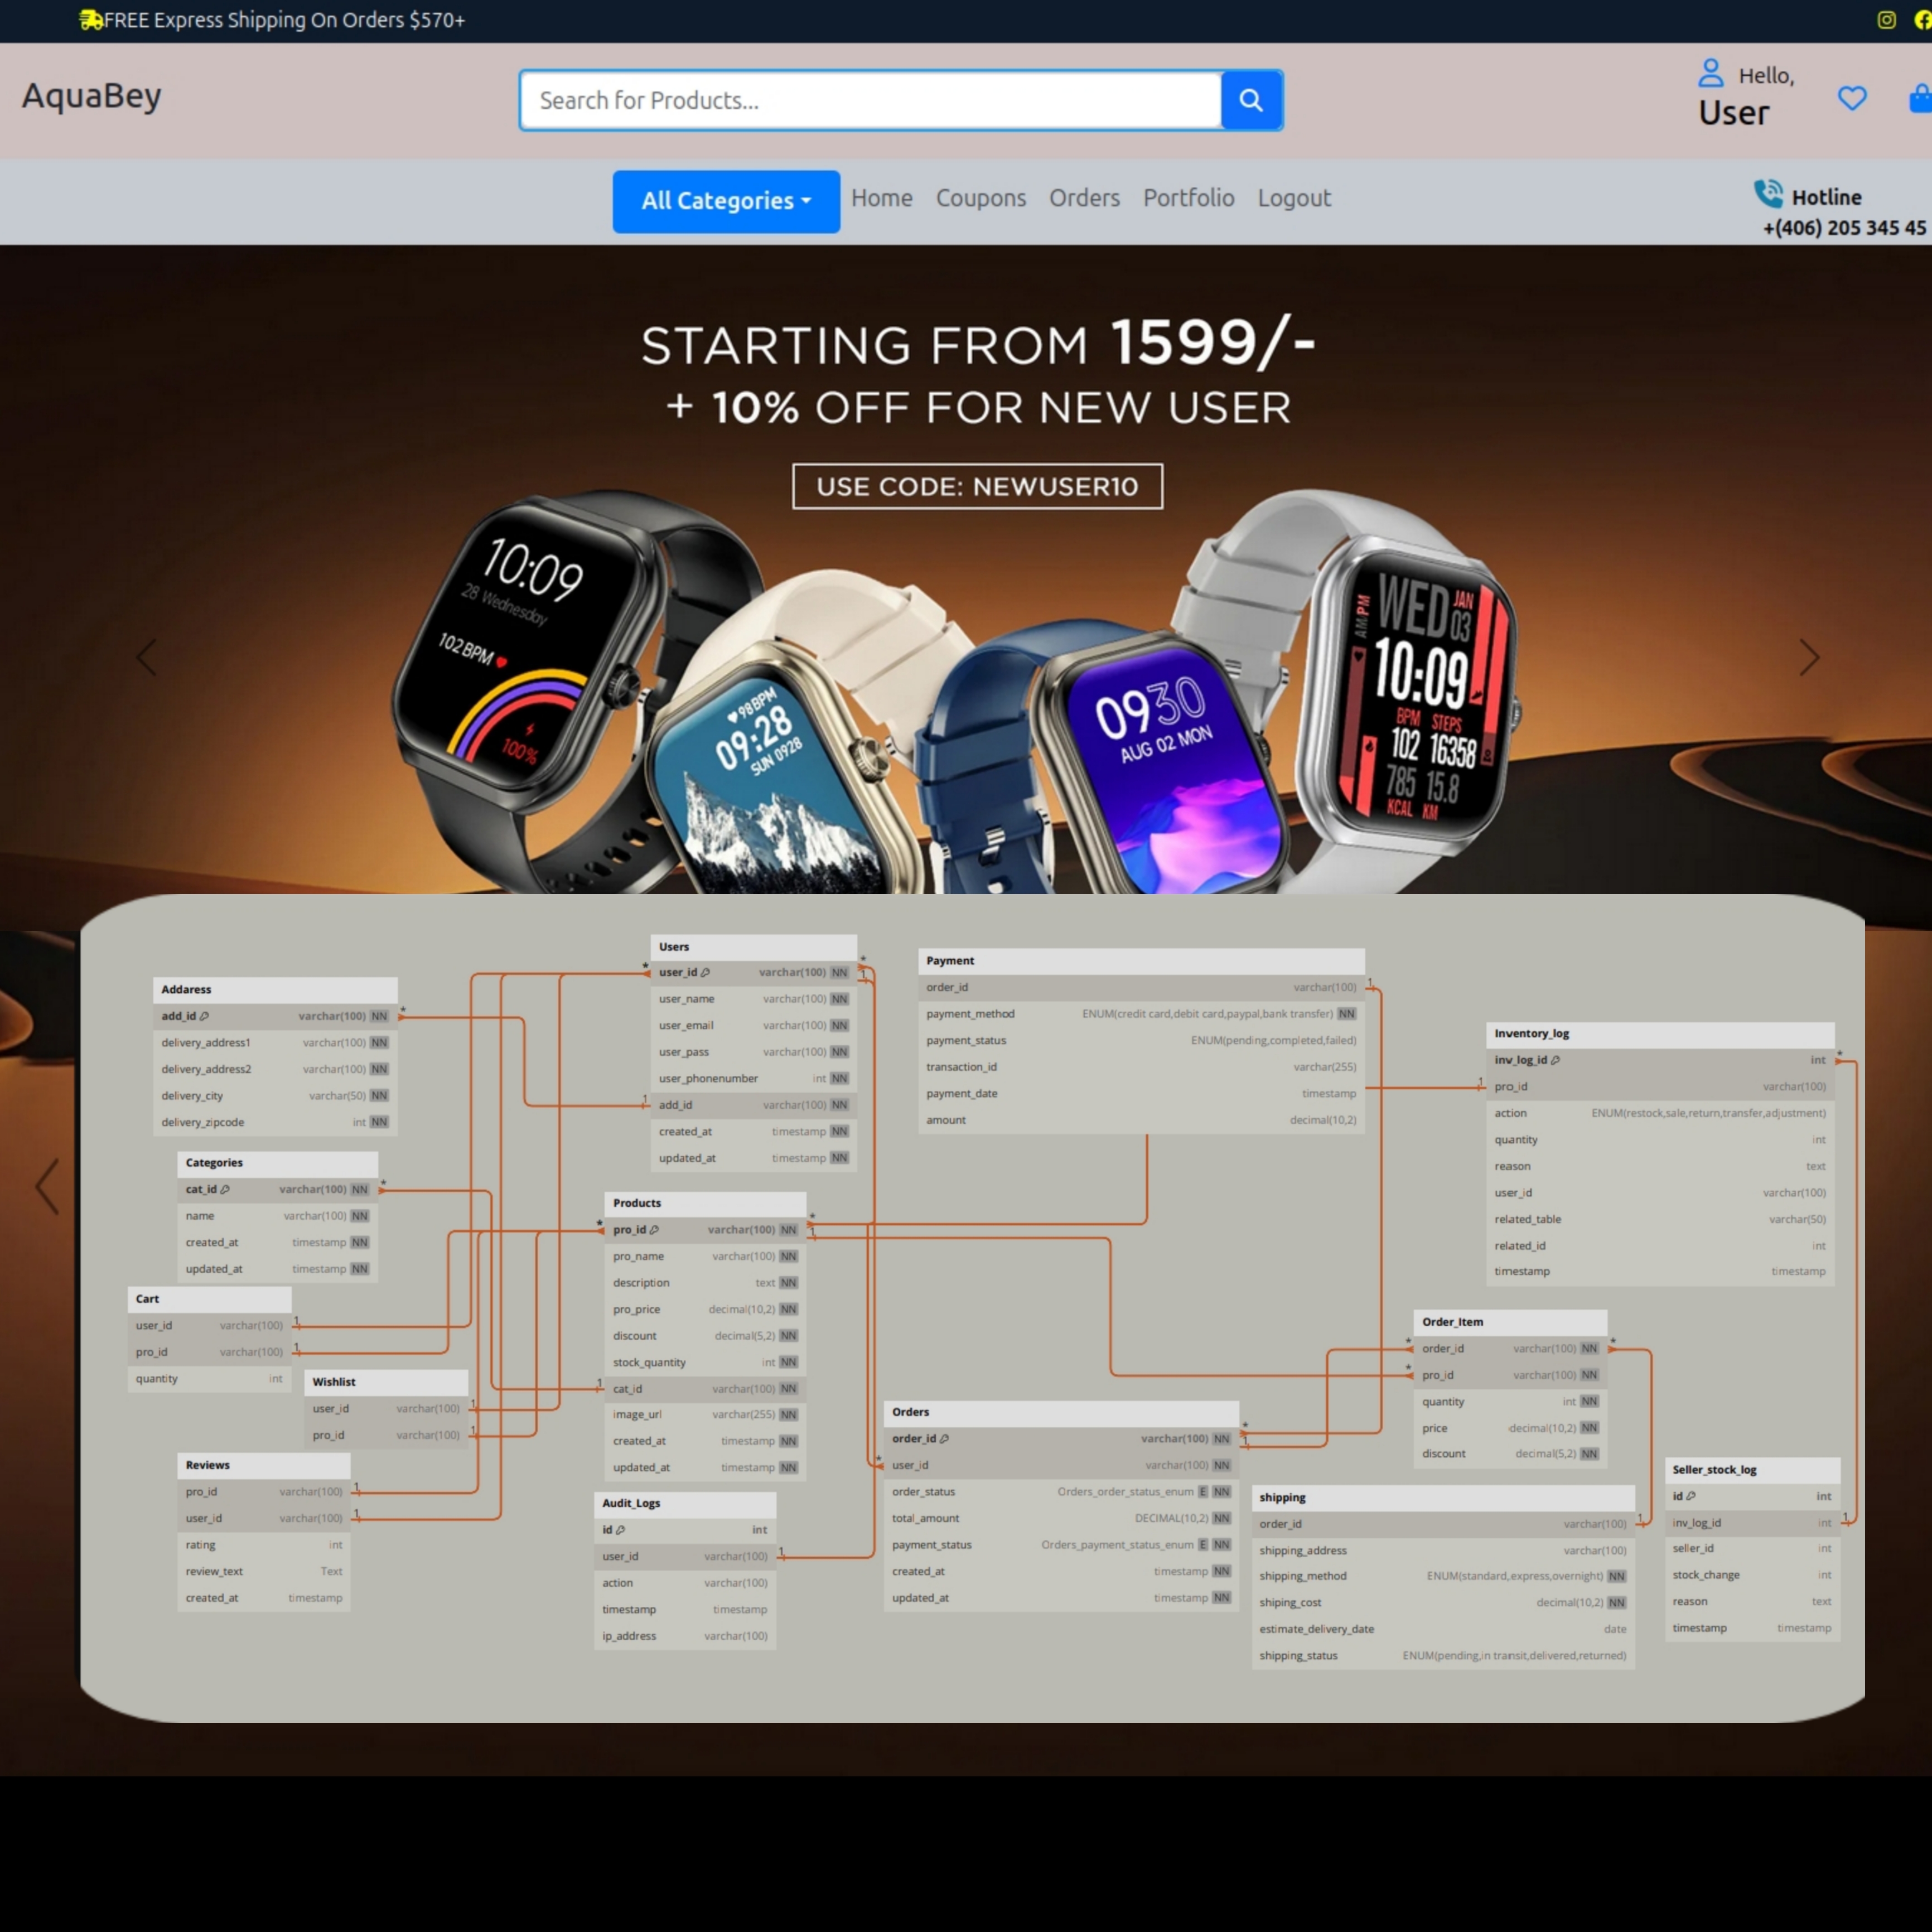 FREE Express Shipping On Orders $570+
AquaBey
Search for Products...
Hello,
User
All Categories
Home
Coupons
Orders
Portfolio
Logout
Hotline
+(406) 205 345 45
STARTING FROM 1599/-
+ 10% OFF FOR NEW USER
USE CODE: NEWUSER10
10:09
28 Wednesday
102 BPM
100%
98BPM
09:28
SUN 0928
0930
AUG 02 MON
AM/PM
WED JAN 03
10:09
BPM STEPS
102 16358
785 15.8
KCAL KM
Addaress
add_id varchar(100) NN
delivery_address1 varchar(100) NN
delivery_address2 varchar(100) NN
delivery_city varchar(50) NN
delivery_zipcode int NN
Categories
cat_id varchar(100) NN
name varchar(100) NN
created_at timestamp NN
updated_at timestamp NN
Cart
user_id varchar(100) 1
pro_id varchar(100) 1
quantity int
Wishlist
user_id varchar(100) 1
pro_id varchar(100) 1
Reviews
pro_id varchar(100) 1
user_id varchar(100) 1
rating int
review_text Text
created_at timestamp
Users
* user_id varchar(100) NN * 1
user_name varchar(100) NN
user_email varchar(100) NN
user_pass varchar(100) NN
user_phonenumber int NN
1 add_id varchar(100) NN
created_at timestamp NN
updated_at timestamp NN
Products
* pro_id varchar(100) NN * 1
pro_name varchar(100) NN
description text NN
pro_price decimal(10,2) NN
discount decimal(5,2) NN
stock_quantity int NN
1 cat_id varchar(100) NN
image_url varchar(255) NN
created_at timestamp NN
updated_at timestamp NN
Audit_Logs
id int
user_id varchar(100) 1
action varchar(100)
timestamp timestamp
ip_address varchar(100)
Payment
order_id varchar(100) 1
payment_method ENUM(credit card,debit card,paypal,bank transfer) NN
payment_status ENUM(pending,completed,failed)
transaction_id varchar(255)
payment_date timestamp
amount decimal(10,2)
Orders
order_id varchar(100) NN * 1
* user_id varchar(100) NN
order_status Orders_order_status_enum E NN
total_amount DECIMAL(10,2) NN
payment_status Orders_payment_status_enum E NN
created_at timestamp NN
updated_at timestamp NN
Inventory_log
inv_log_id int *
1 pro_id varchar(100)
action ENUM(restock,sale,return,transfer,adjustment)
quantity int
reason text
user_id varchar(100)
related_table varchar(50)
related_id int
timestamp timestamp
Order_Item
* order_id varchar(100) NN *
* pro_id varchar(100) NN
quantity int NN
price decimal(10,2) NN
discount decimal(5,2) NN
shipping
order_id varchar(100) 1
shipping_address varchar(100)
shipping_method ENUM(standard,express,overnight) NN
shiping_cost decimal(10,2) NN
estimate_delivery_date date
shipping_status ENUM(pending,in transit,delivered,returned)
Seller_stock_log
id int
inv_log_id int 1
seller_id int
stock_change int
reason text
timestamp timestamp